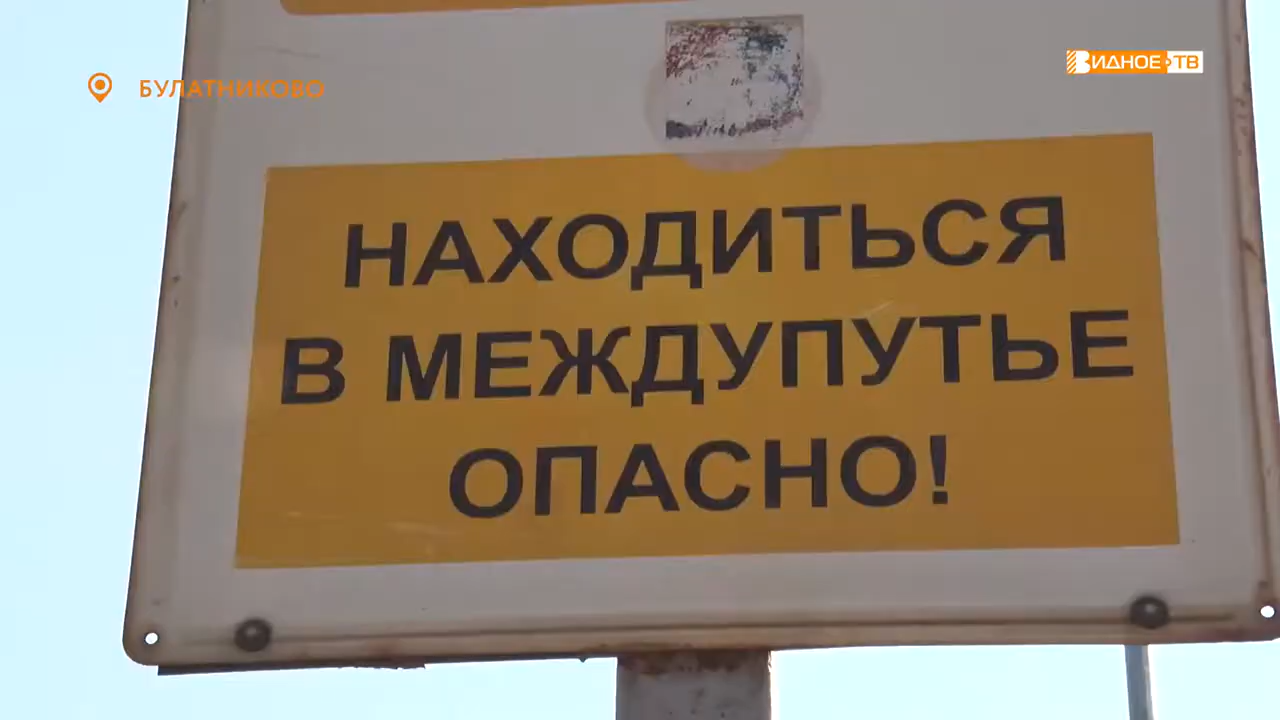 БУЛАТНИКОВО
ВИДНОЕ ТВ
НАХОДИТЬСЯ
В МЕЖДУПУТЬЕ
ОПАСНО!